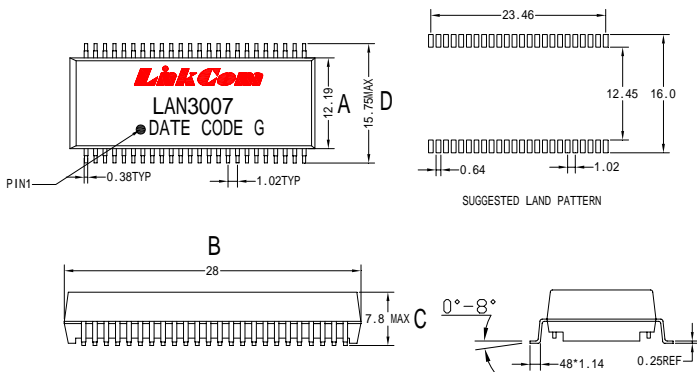 23.46
LinkCom
LAN3007
DATE CODE G
12.19
A
15.75MAX
D
12.45
16.0
PIN1
0.38TYP
1.02TYP
0.64
1.02
SUGGESTED LAND PATTERN
B
28
7.8 MAX
C
0°-8°
48*1.14
0.25REF